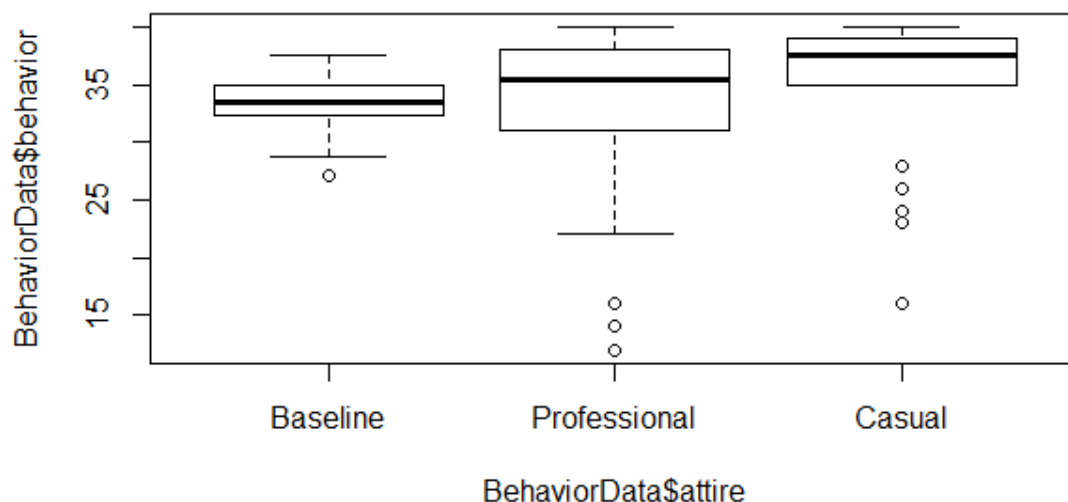 BehaviorData$behavior
35
25
15
Baseline Professional Casual
BehaviorData$attire